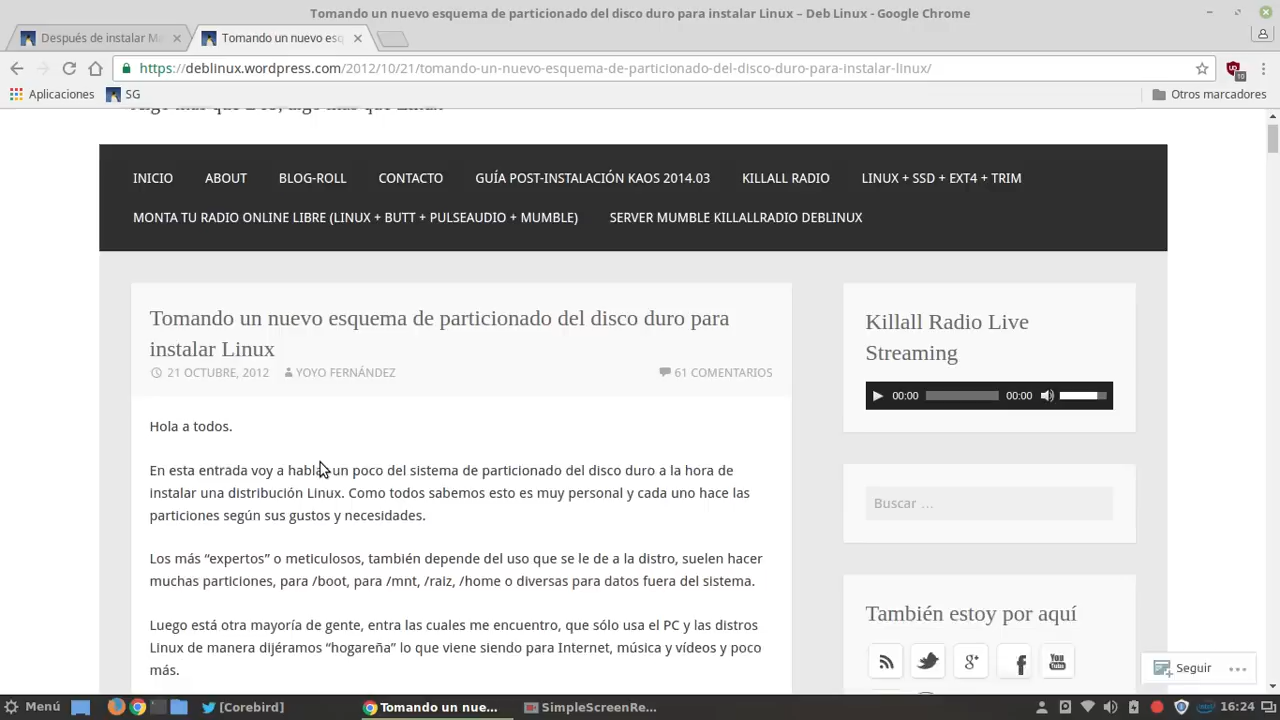 Tomando un nuevo esquema de particionado del disco duro para instalar Linux – Deb Linux - Google Chrome
Después de instalar M
Tomando un nuevo esq
https://deblinux.wordpress.com/2012/10/21/tomando-un-nuevo-esquema-de-particionado-del-disco-duro-para-instalar-linux/
10
Aplicaciones
SG
Otros marcadores
INICIO ABOUT BLOG-ROLL CONTACTO GUÍA POST-INSTALACIÓN KAOS 2014.03 KILLALL RADIO LINUX + SSD + EXT4 + TRIM
MONTA TU RADIO ONLINE LIBRE (LINUX + BUTT + PULSEAUDIO + MUMBLE) SERVER MUMBLE KILLALLRADIO DEBLINUX
Tomando un nuevo esquema de particionado del disco duro para
instalar Linux
21 OCTUBRE, 2012 YOYO FERNÁNDEZ 61 COMENTARIOS
Hola a todos.
En esta entrada voy a hablar un poco del sistema de particionado del disco duro a la hora de
instalar una distribución Linux. Como todos sabemos esto es muy personal y cada uno hace las
particiones según sus gustos y necesidades.
Los más “expertos” o meticulosos, también depende del uso que se le de a la distro, suelen hacer
muchas particiones, para /boot, para /mnt, /raiz, /home o diversas para datos fuera del sistema.
Luego está otra mayoría de gente, entra las cuales me encuentro, que sólo usa el PC y las distros
Linux de manera dijéramos “hogareña” lo que viene siendo para Internet, música y vídeos y poco
más.
Killall Radio Live
Streaming
00:00 00:00
Buscar …
También estoy por aquí
You
Tube
Seguir
Menú
[Corebird]
Tomando un nue...
SimpleScreenRe...
16:24